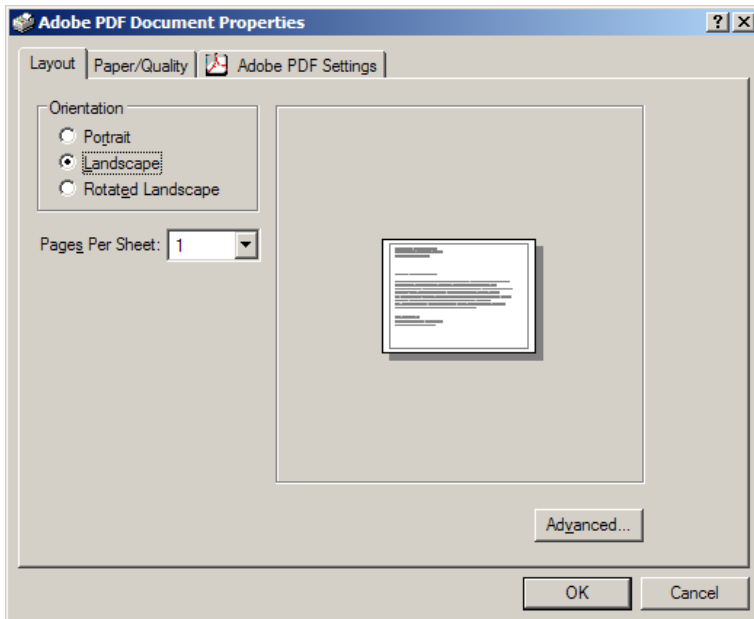 Adobe PDF Document Properties
Layout
Paper/Quality
Adobe PDF Settings
Orientation
Portrait
Landscape
Rotated Landscape
Pages Per Sheet: 1
Advanced...
OK
Cancel